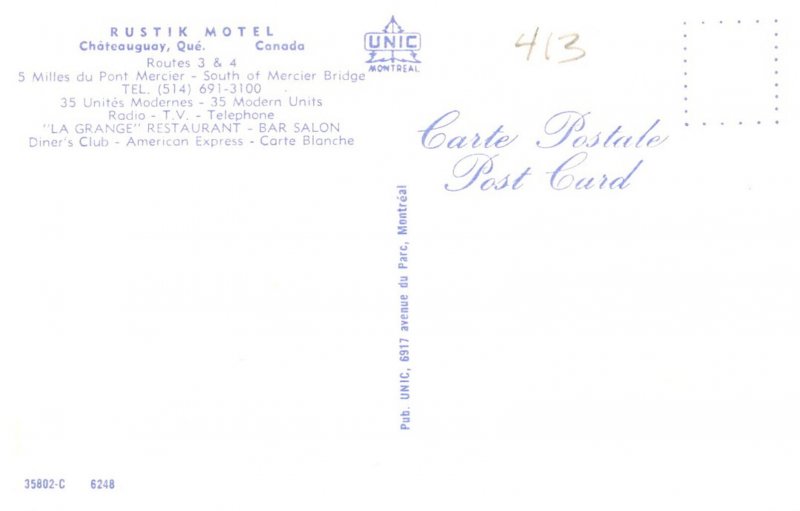 RUSTIK MOTEL
Châteauguay, Qué. Canada
Routes 3 & 4
5 Milles du Pont Mercier - South of Mercier Bridge
TEL. (514) 691-3100
35 Unités Modernes - 35 Modern Units
Radio - T.V. - Telephone
"LA GRANGE" RESTAURANT - BAR SALON
Diner's Club - American Express - Carte Blanche
UNIC
MONTREAL
413
Carte Postale
Post Card
Pub. UNIC, 6917 avenue du Parc, Montréal
35802-C 6248